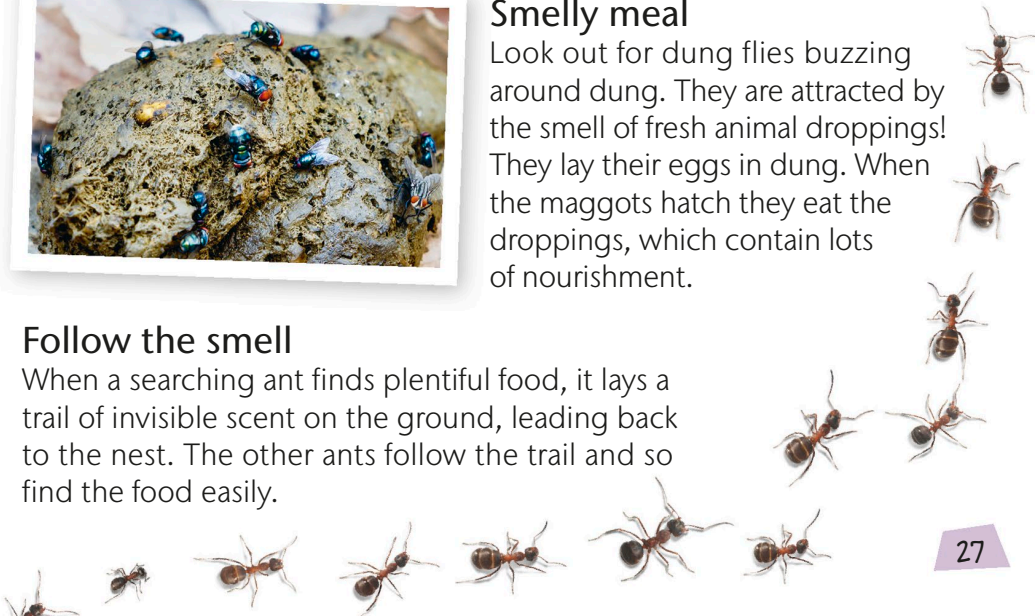 Smelly meal
Look out for dung flies buzzing
around dung. They are attracted by
the smell of fresh animal droppings!
They lay their eggs in dung. When
the maggots hatch they eat the
droppings, which contain lots
of nourishment.
Follow the smell
When a searching ant finds plentiful food, it lays a
trail of invisible scent on the ground, leading back
to the nest. The other ants follow the trail and so
find the food easily.
27